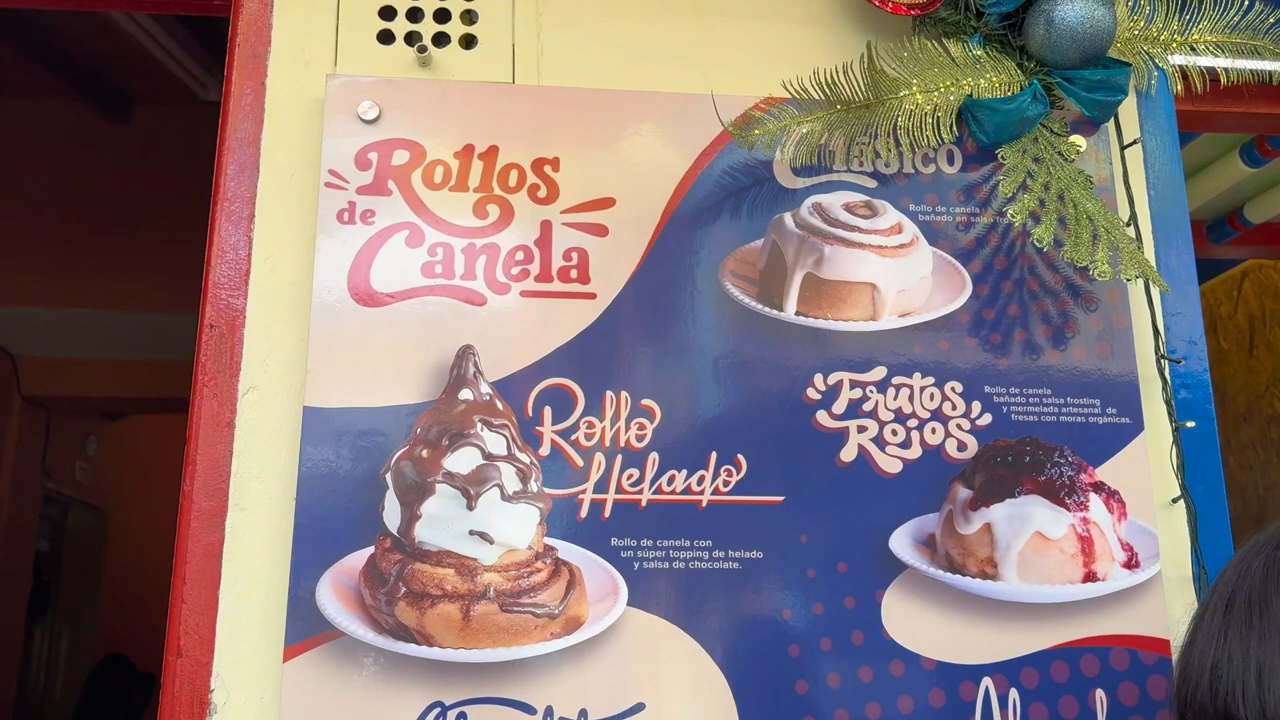 Rollos
de
Canela
Clásico
Rollo de canela
bañado en salsa
Rollo
Helado
Rollo de canela con
un súper topping de helado
y salsa de chocolate.
Frutos
Rojos
Rollo de canela
bañado en salsa frosting
y mermelada artesanal de
fresas con moras orgánicas.